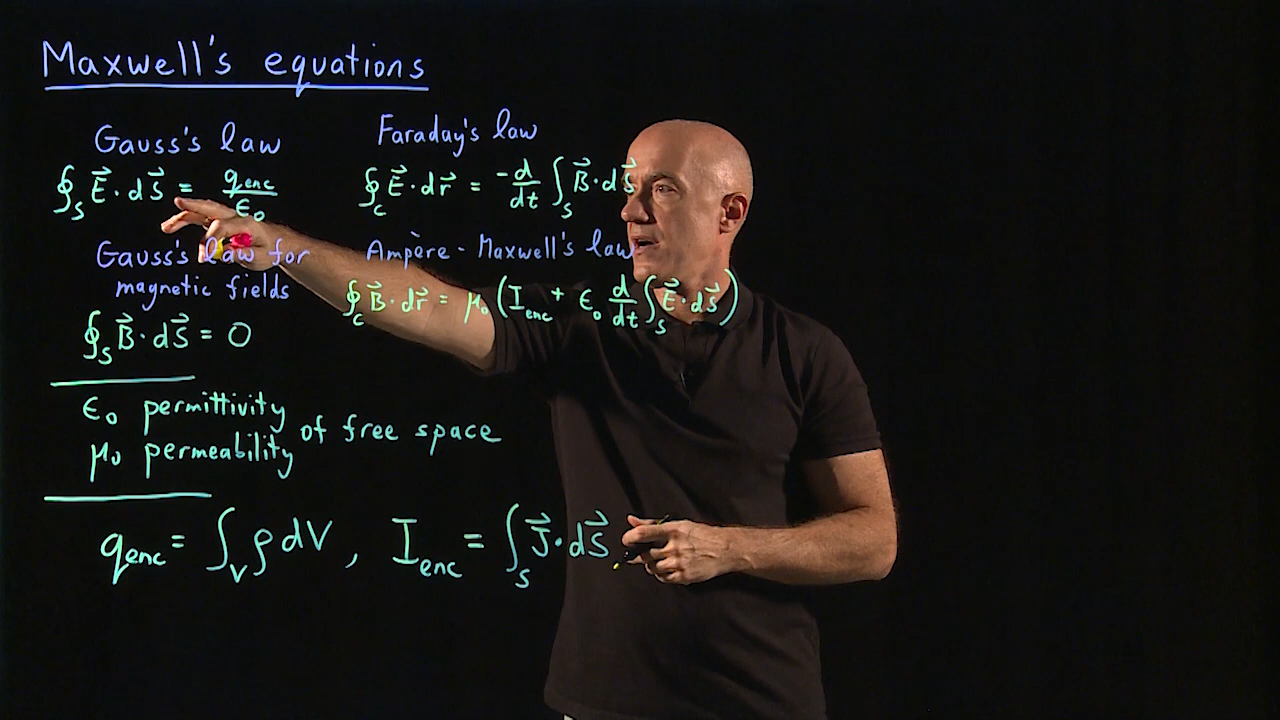 Maxwell's equations
Gauss's law
∮_S E⃗ · dS⃗ = q_enc / ε₀
Faraday's law
∮_C E⃗ · dr⃗ = - d/dt ∫_S B⃗ · dS⃗
Gauss's law for
magnetic fields
∮_S B⃗ · dS⃗ = 0
Ampère - Maxwell's law
∮_C B⃗ · dr⃗ = μ₀ (I_enc + ε₀ d/dt ∫_S E⃗ · dS⃗)
ε₀ permittivity
μ₀ permeability
of free space
q_enc = ∫_V ρ dV , I_enc = ∫_S J⃗ · dS⃗